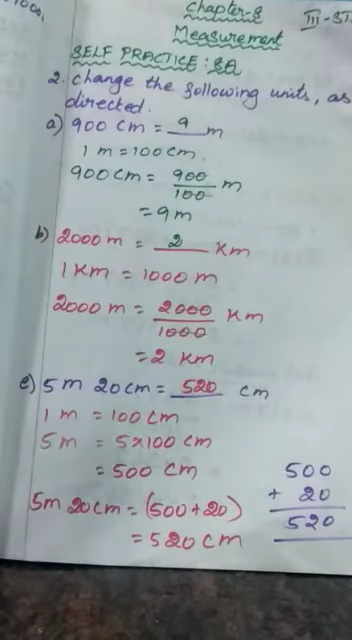 Chapter-8
III-ST
Measurement
SELF PRACTICE: 8A
2. change the following units, as
directed.
a) 900 cm = 9 m
1 m = 100 cm.
900 cm = 900/100 m
= 9 m
b) 2000 m = 2 km
1 km = 1000 m
2000 m = 2000/1000 km
= 2 km
c) 5 m 20 cm = 520 cm
1 m = 100 cm
5 m = 5 x 100 cm
= 500 cm
5 m 20 cm = (500 + 20)
= 520 cm
500
+ 20
520